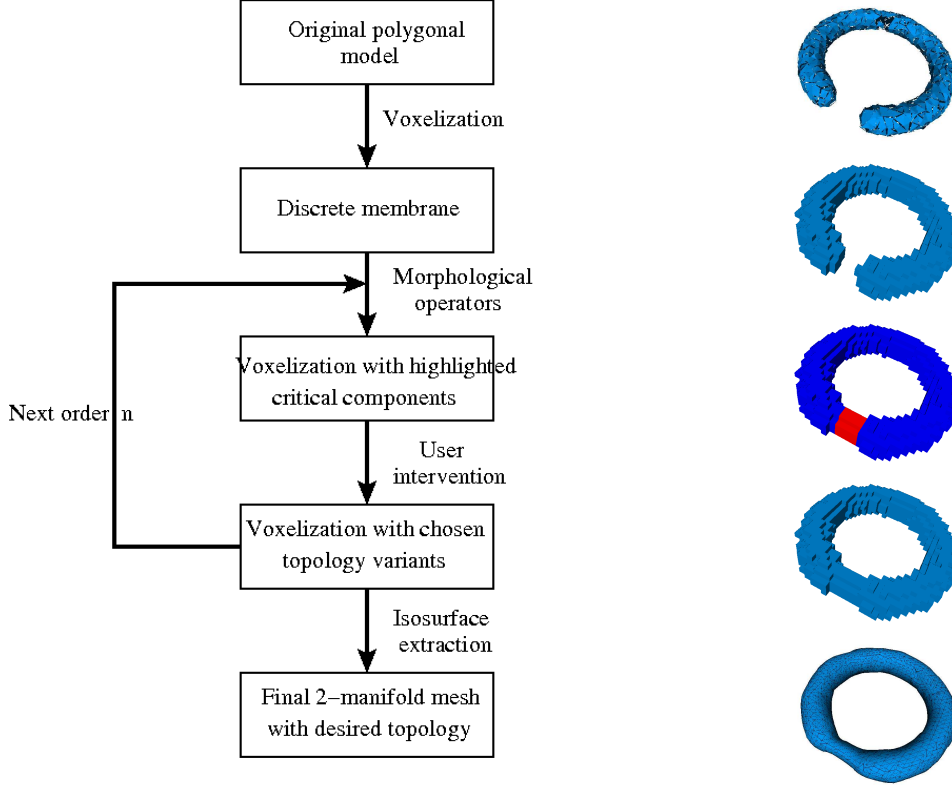 Original polygonal
model
Voxelization
Discrete membrane
Morphological
operators
Voxelization with highlighted
critical components
Next order n
User
intervention
Voxelization with chosen
topology variants
Isosurface
extraction
Final 2−manifold mesh
with desired topology